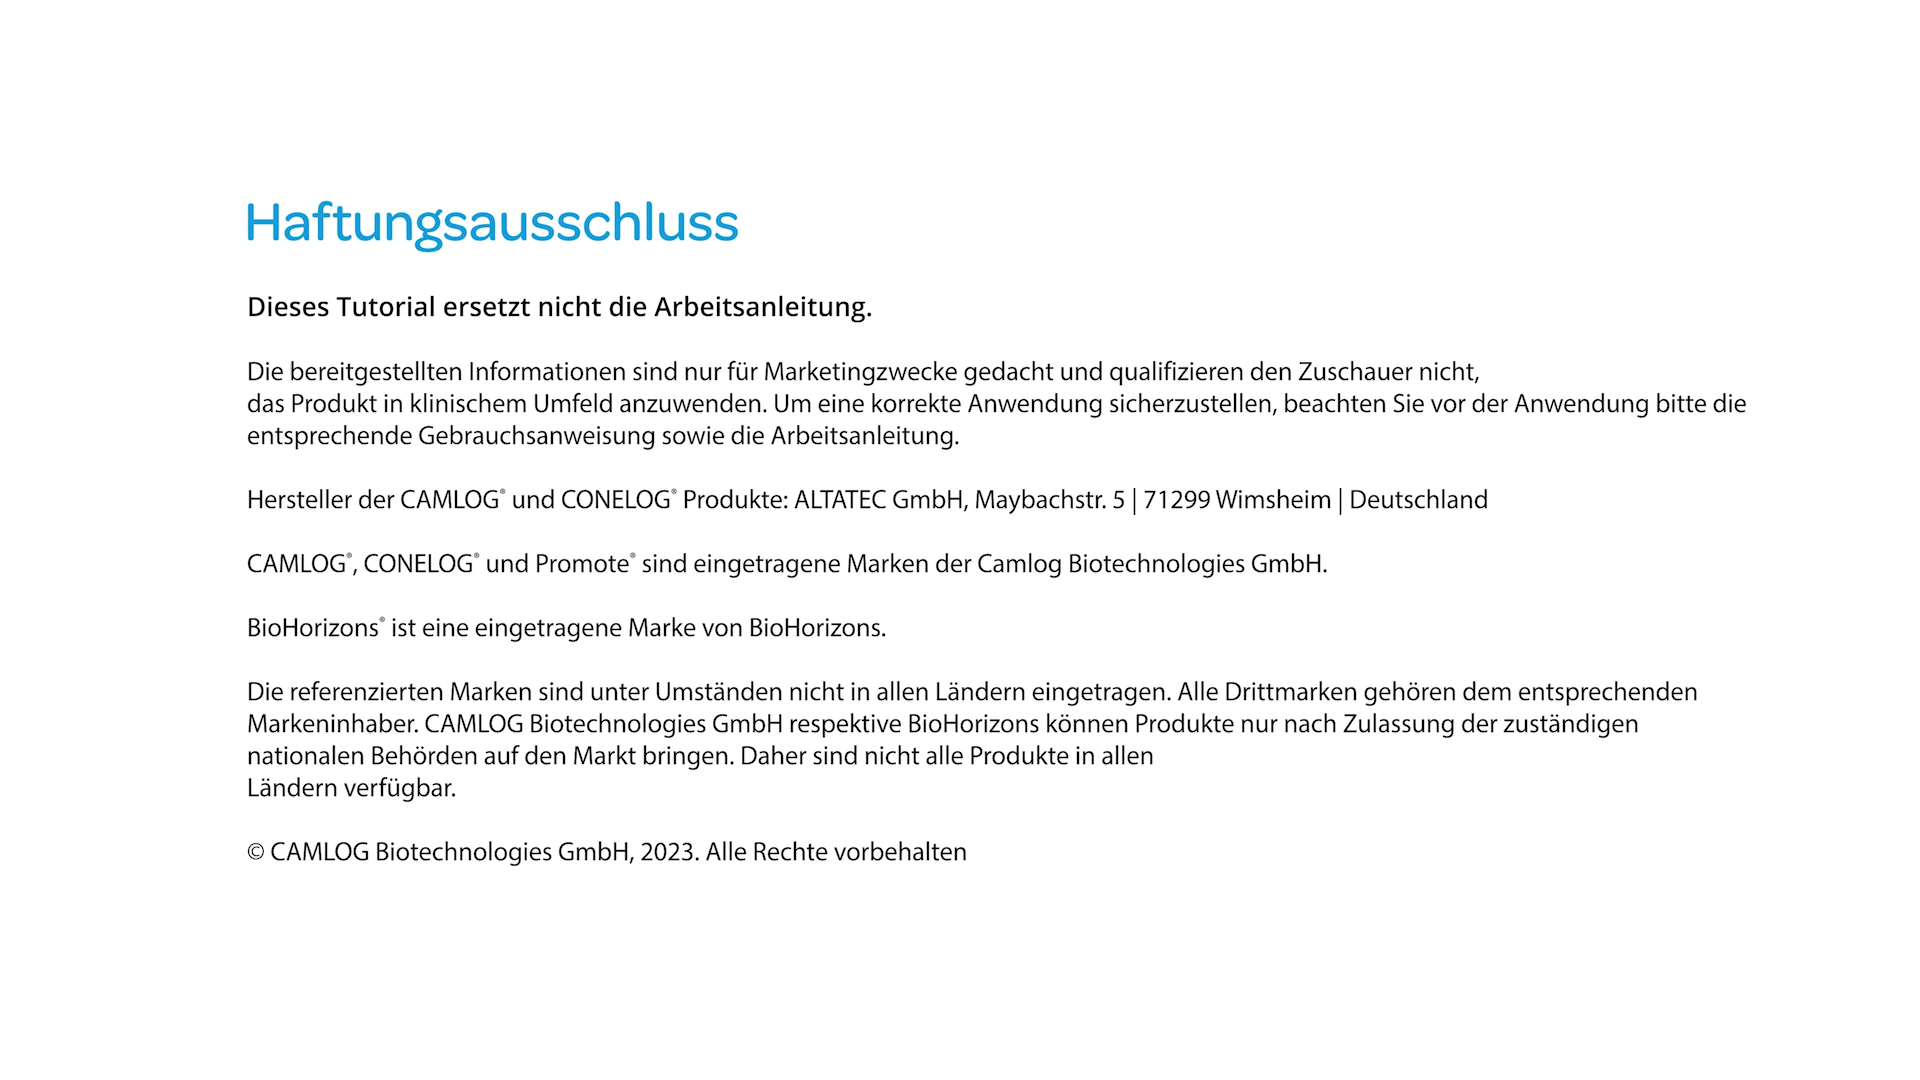 Haftungsausschluss
Dieses Tutorial ersetzt nicht die Arbeitsanleitung.
Die bereitgestellten Informationen sind nur für Marketingzwecke gedacht und qualifizieren den Zuschauer nicht,
das Produkt in klinischem Umfeld anzuwenden. Um eine korrekte Anwendung sicherzustellen, beachten Sie vor der Anwendung bitte die
entsprechende Gebrauchsanweisung sowie die Arbeitsanleitung.
Hersteller der CAMLOG® und CONELOG® Produkte: ALTATEC GmbH, Maybachstr. 5 | 71299 Wimsheim | Deutschland
CAMLOG®, CONELOG® und Promote® sind eingetragene Marken der Camlog Biotechnologies GmbH.
BioHorizons® ist eine eingetragene Marke von BioHorizons.
Die referenzierten Marken sind unter Umständen nicht in allen Ländern eingetragen. Alle Drittmarken gehören dem entsprechenden
Markeninhaber. CAMLOG Biotechnologies GmbH respektive BioHorizons können Produkte nur nach Zulassung der zuständigen
nationalen Behörden auf den Markt bringen. Daher sind nicht alle Produkte in allen
Ländern verfügbar.
© CAMLOG Biotechnologies GmbH, 2023. Alle Rechte vorbehalten